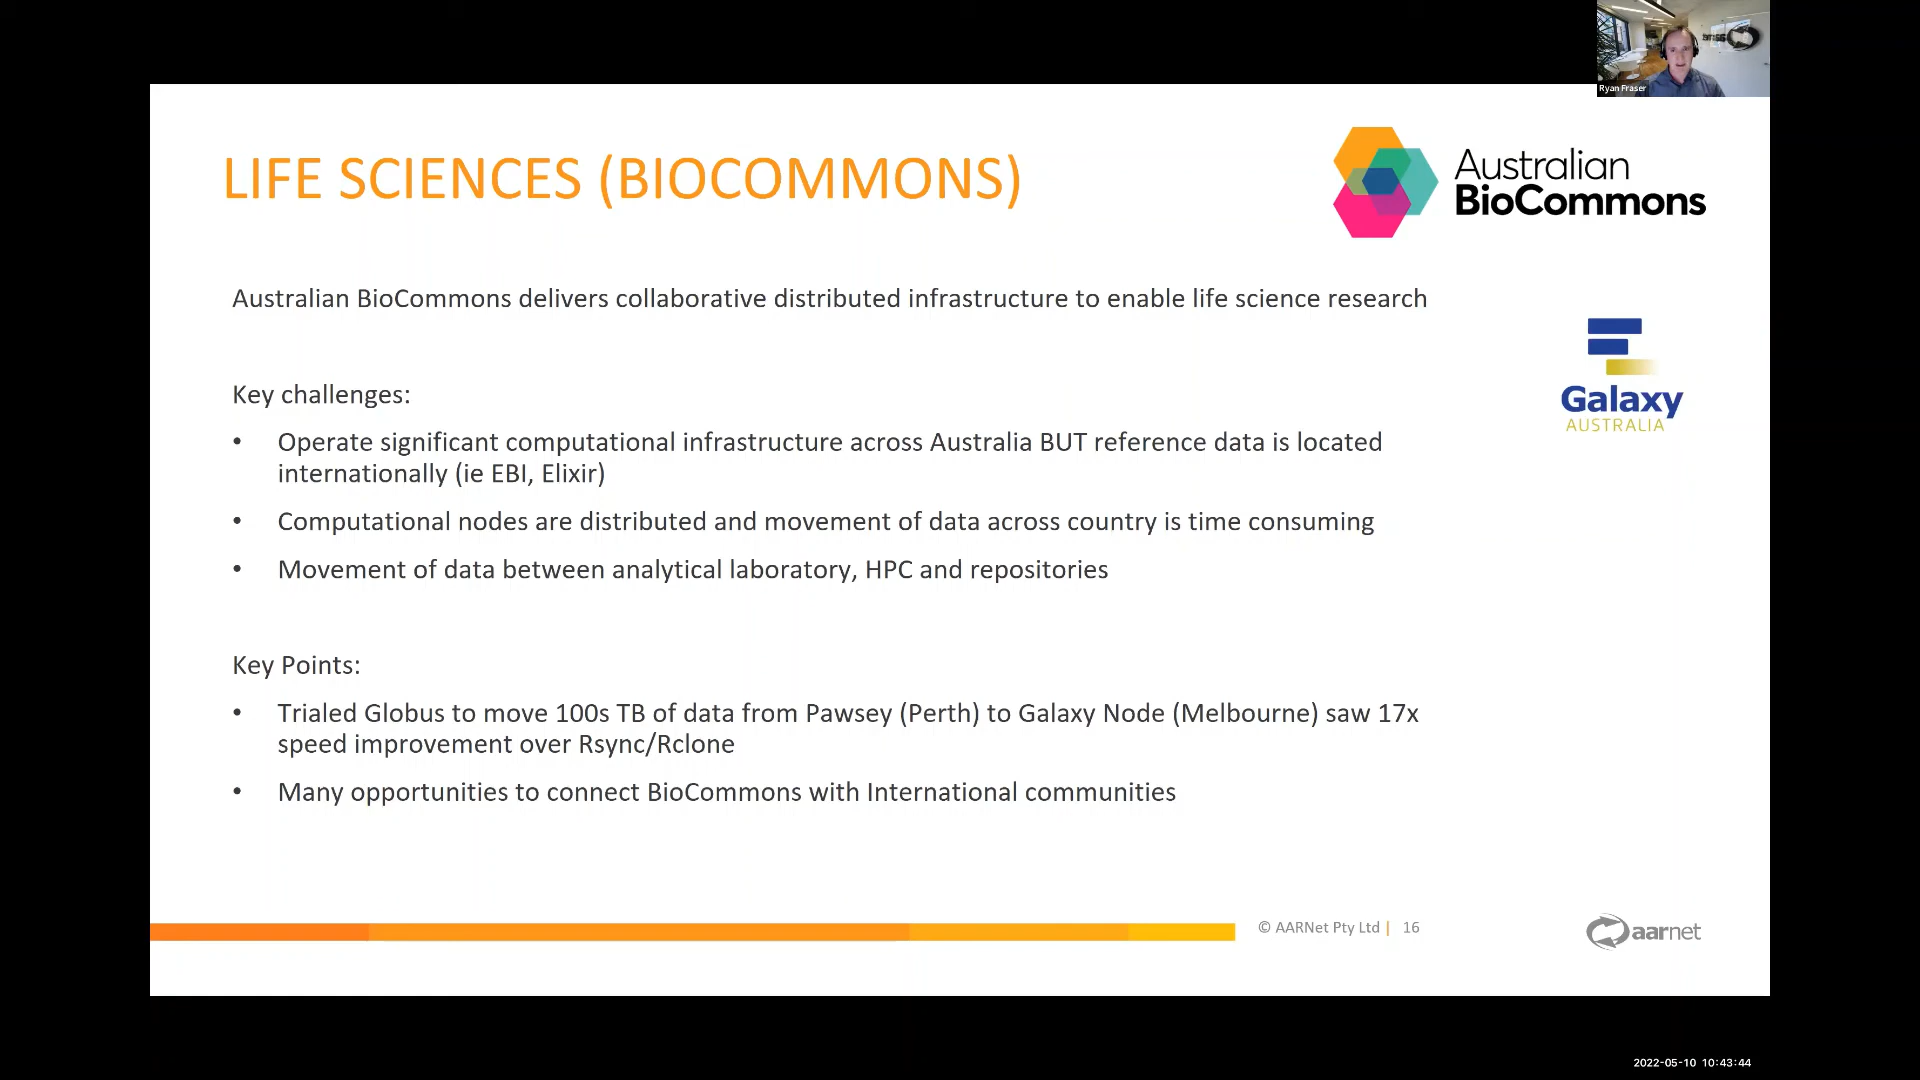 Ryan Fraser
LIFE SCIENCES (BIOCOMMONS)
Australian
BioCommons
Australian BioCommons delivers collaborative distributed infrastructure to enable life science research
Galaxy
AUSTRALIA
Key challenges:
• Operate significant computational infrastructure across Australia BUT reference data is located
internationally (ie EBI, Elixir)
• Computational nodes are distributed and movement of data across country is time consuming
• Movement of data between analytical laboratory, HPC and repositories
Key Points:
• Trialed Globus to move 100s TB of data from Pawsey (Perth) to Galaxy Node (Melbourne) saw 17x
speed improvement over Rsync/Rclone
• Many opportunities to connect BioCommons with International communities
© AARNet Pty Ltd | 16
aarnet
2022-05-10 10:43:44